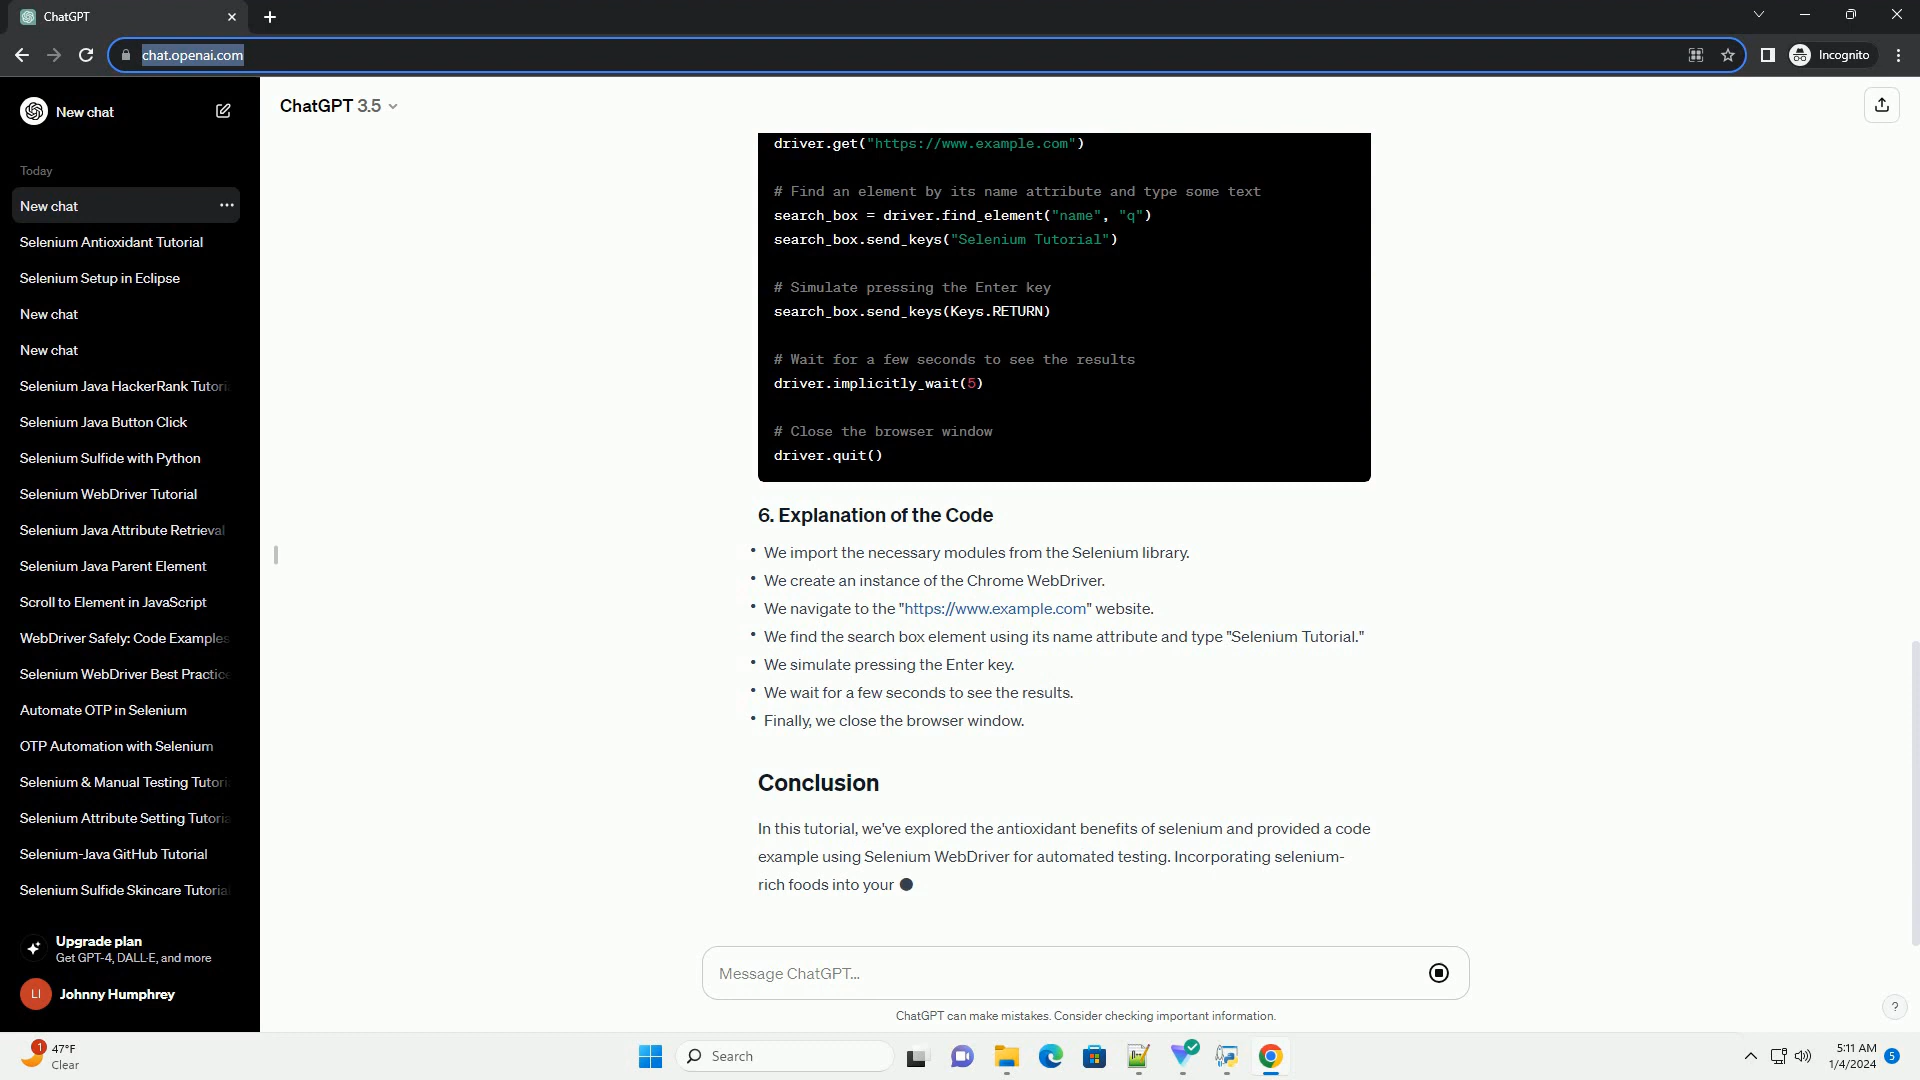 ChatGPT
chat.openai.com
Incognito
New chat
ChatGPT 3.5
Today
New chat
Selenium Antioxidant Tutorial
Selenium Setup in Eclipse
New chat
New chat
Selenium Java HackerRank Tutori
Selenium Java Button Click
Selenium Sulfide with Python
Selenium WebDriver Tutorial
Selenium Java Attribute Retrieval
Selenium Java Parent Element
Scroll to Element in JavaScript
WebDriver Safely: Code Examples
Selenium WebDriver Best Practice
Automate OTP in Selenium
OTP Automation with Selenium
Selenium & Manual Testing Tutori
Selenium Attribute Setting Tutoria
Selenium-Java GitHub Tutorial
Selenium Sulfide Skincare Tutoria
Upgrade plan
Get GPT-4, DALL·E, and more
LI
Johnny Humphrey
driver.get("https://www.example.com")
# Find an element by its name attribute and type some text
search_box = driver.find_element("name", "q")
search_box.send_keys("Selenium Tutorial")
# Simulate pressing the Enter key
search_box.send_keys(Keys.RETURN)
# Wait for a few seconds to see the results
driver.implicitly_wait(5)
# Close the browser window
driver.quit()
6. Explanation of the Code
• We import the necessary modules from the Selenium library.
• We create an instance of the Chrome WebDriver.
• We navigate to the "https://www.example.com" website.
• We find the search box element using its name attribute and type "Selenium Tutorial."
• We simulate pressing the Enter key.
• We wait for a few seconds to see the results.
• Finally, we close the browser window.
Conclusion
In this tutorial, we've explored the antioxidant benefits of selenium and provided a code
example using Selenium WebDriver for automated testing. Incorporating selenium-
rich foods into your
Message ChatGPT...
ChatGPT can make mistakes. Consider checking important information.
?
1
47°F
Clear
Search
5:11 AM
1/4/2024
5